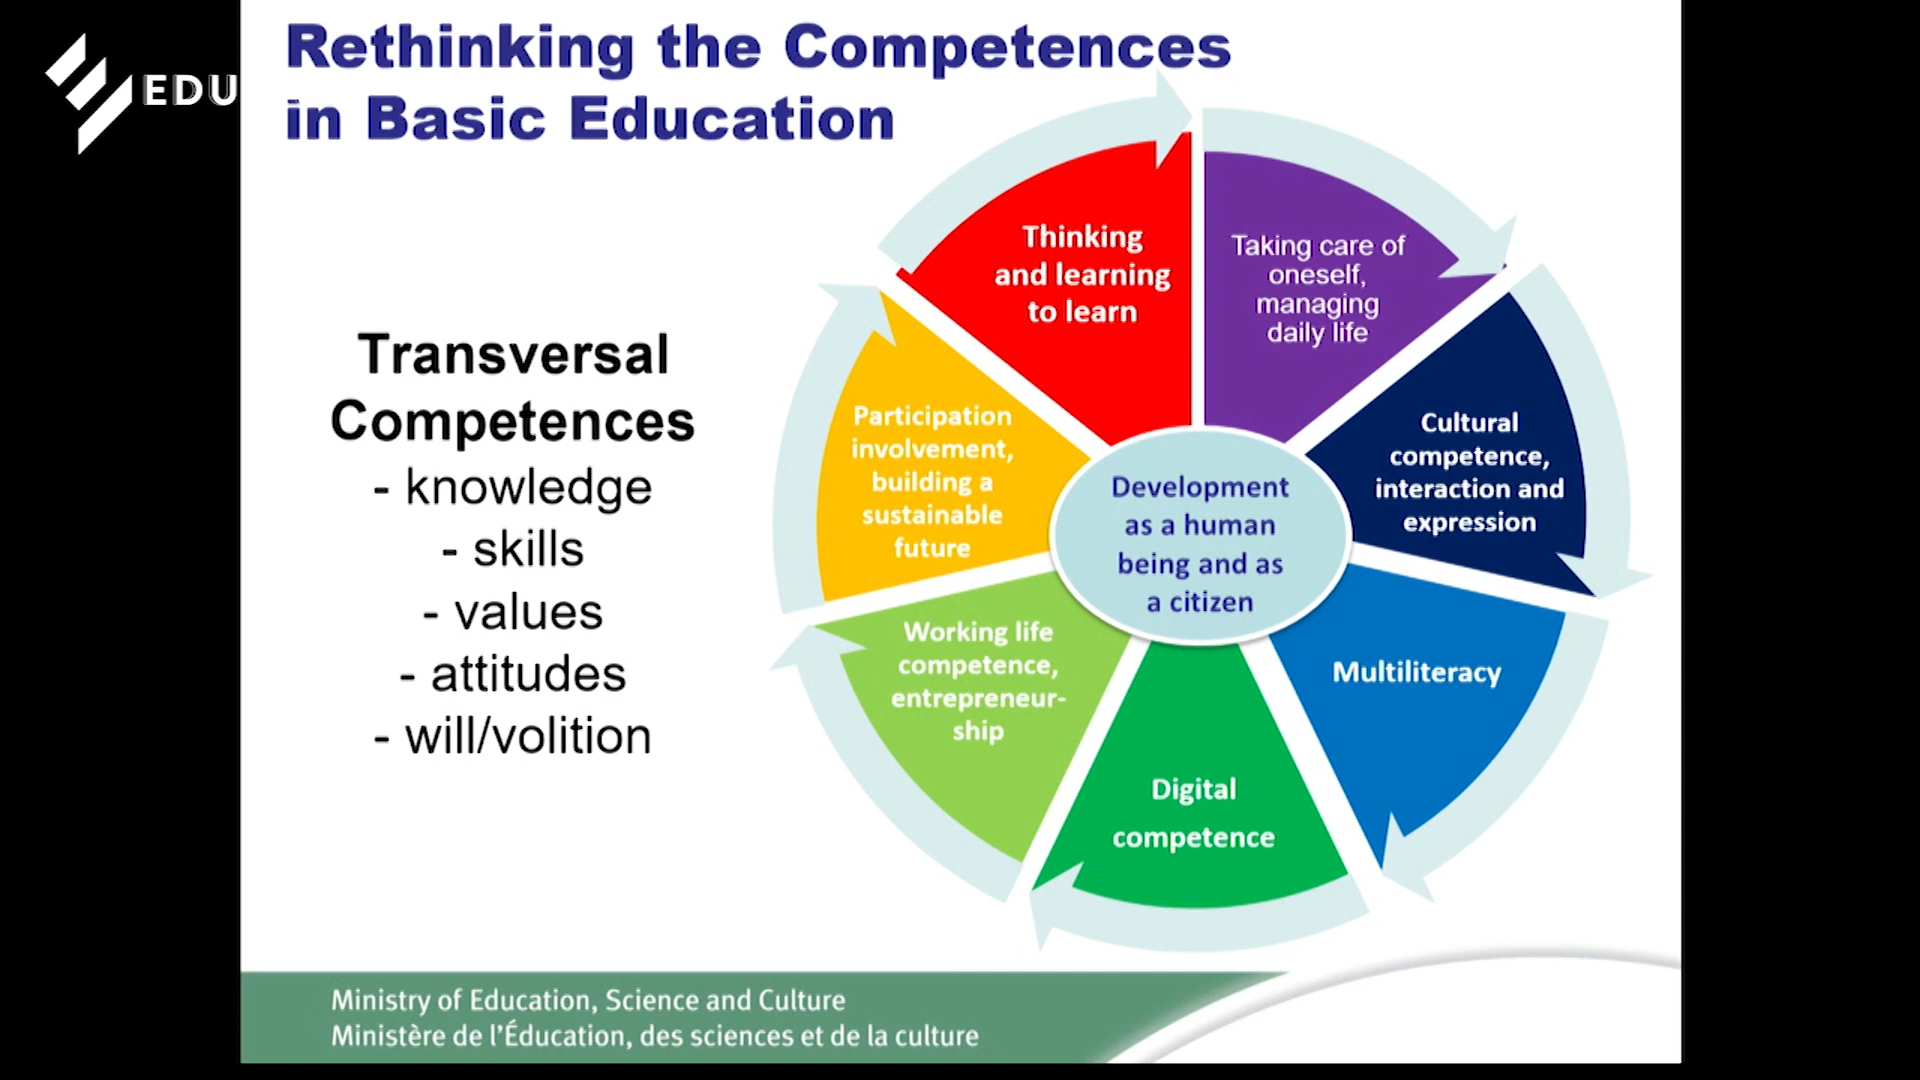 EDU
Rethinking the Competences
in Basic Education
Transversal
Competences
- knowledge
- skills
- values
- attitudes
- will/volition
Thinking
and learning
to learn
Taking care of
oneself,
managing
daily life
Cultural
competence,
interaction and
expression
Multiliteracy
Digital
competence
Working life
competence,
entrepreneur-
ship
Participation
involvement,
building a
sustainable
future
Development
as a human
being and as
a citizen
Ministry of Education, Science and Culture
Ministère de l'Éducation, des sciences et de la culture